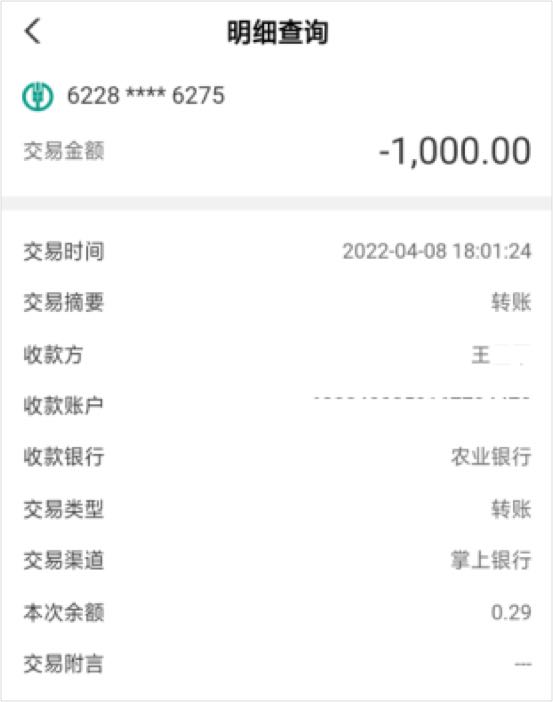 明细查询
6228 **** 6275
交易金额 -1,000.00
交易时间 2022-04-08 18:01:24
交易摘要 转账
收款方 王
收款账户
收款银行 农业银行
交易类型 转账
交易渠道 掌上银行
本次余额 0.29
交易附言 ---